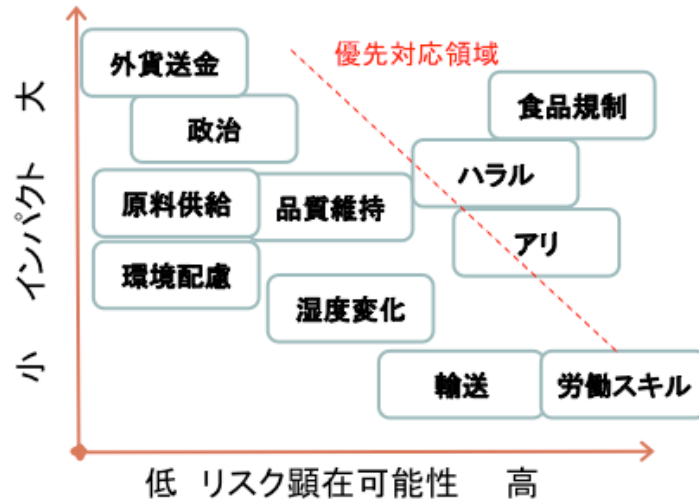 外貨送金
優先対応領域
食品規制
政治
ハラル
原料供給
品質維持
アリ
環境配慮
湿度変化
輸送
労働スキル
小 インパクト 大
低 リスク顕在可能性 高